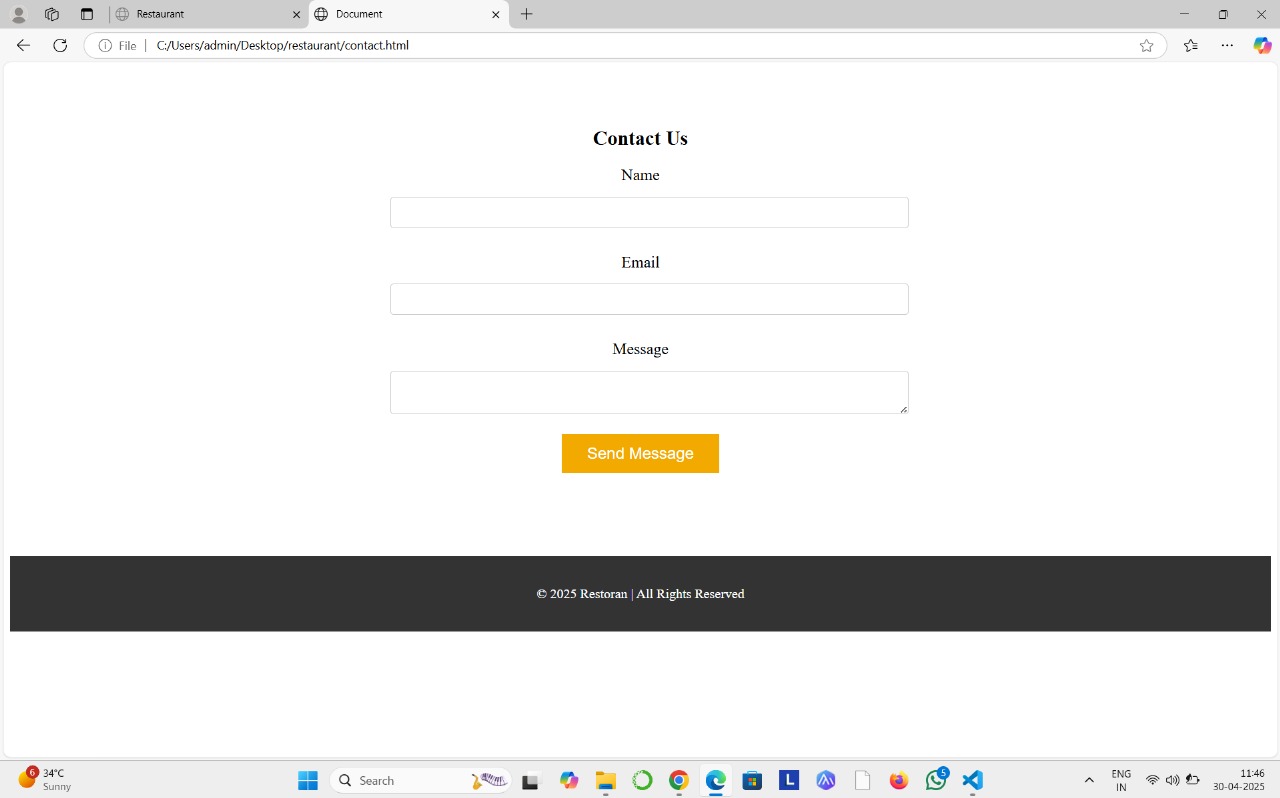 Restaurant
Document
File
C:/Users/admin/Desktop/restaurant/contact.html
Contact Us
Name
Email
Message
Send Message
© 2025 Restoran | All Rights Reserved
6
34°C
Sunny
Search
L
5
ENG
IN
11:46
30-04-2025